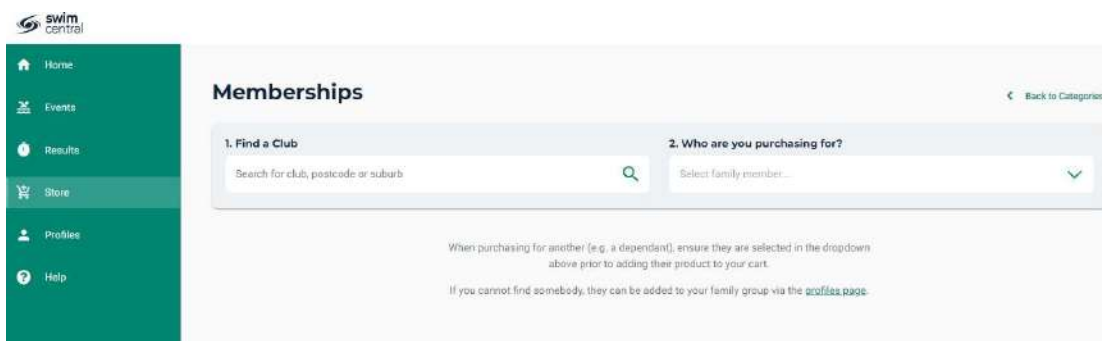 swim
central
Home
Events
Results
Store
Profiles
Help
Memberships
Back to Categories
1. Find a Club
Search for club, postcode or suburb
2. Who are you purchasing for?
Select family member...
When purchasing for another (e.g. a dependant), ensure they are selected in the dropdown
above prior to adding their product to your cart.
If you cannot find somebody, they can be added to your family group via the profiles page.